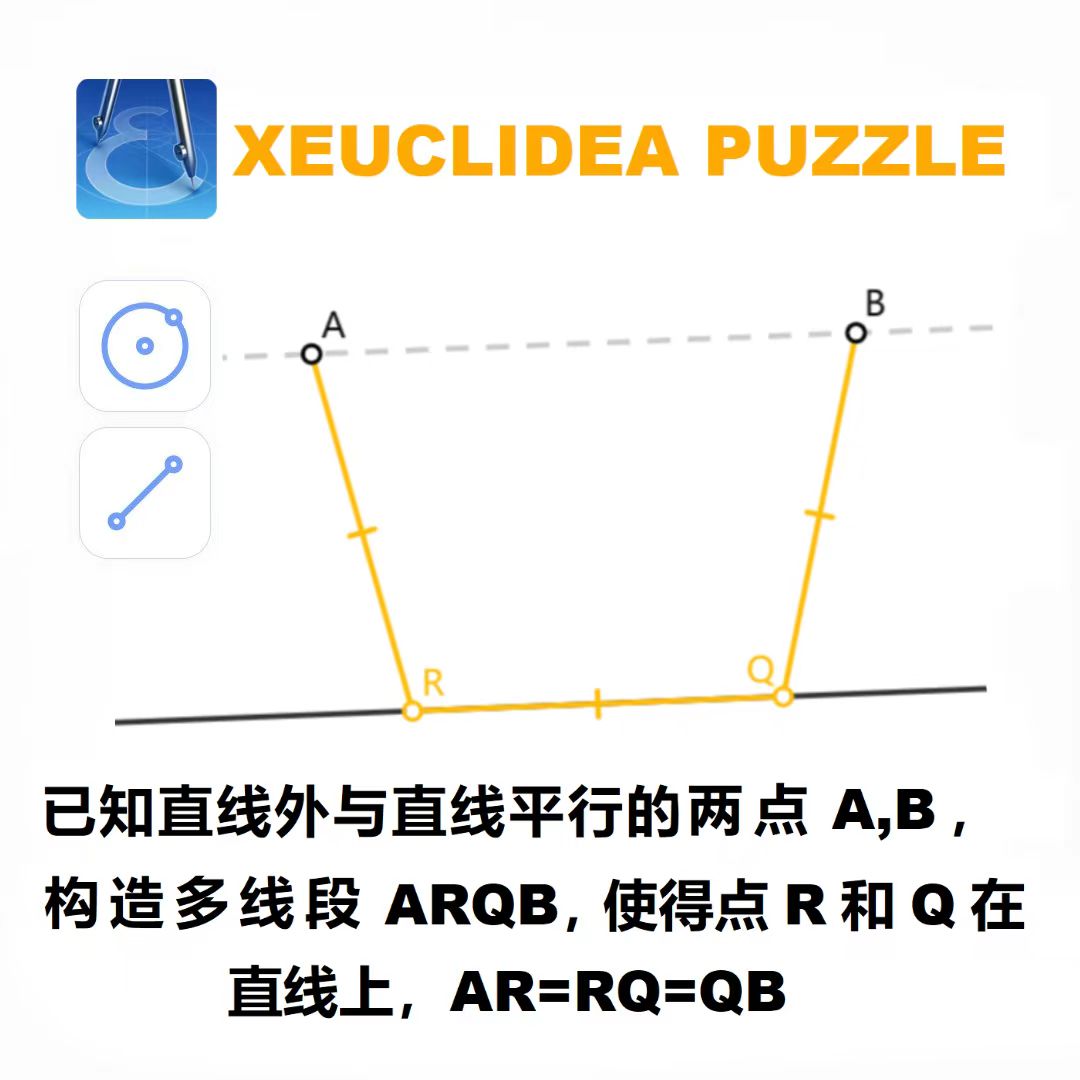 XEUCLIDEA PUZZLE
A
B
R
Q
已知直线外与直线平行的两点 A,B，
构造多线段 ARQB, 使得点 R 和 Q 在
直线上，AR=RQ=QB